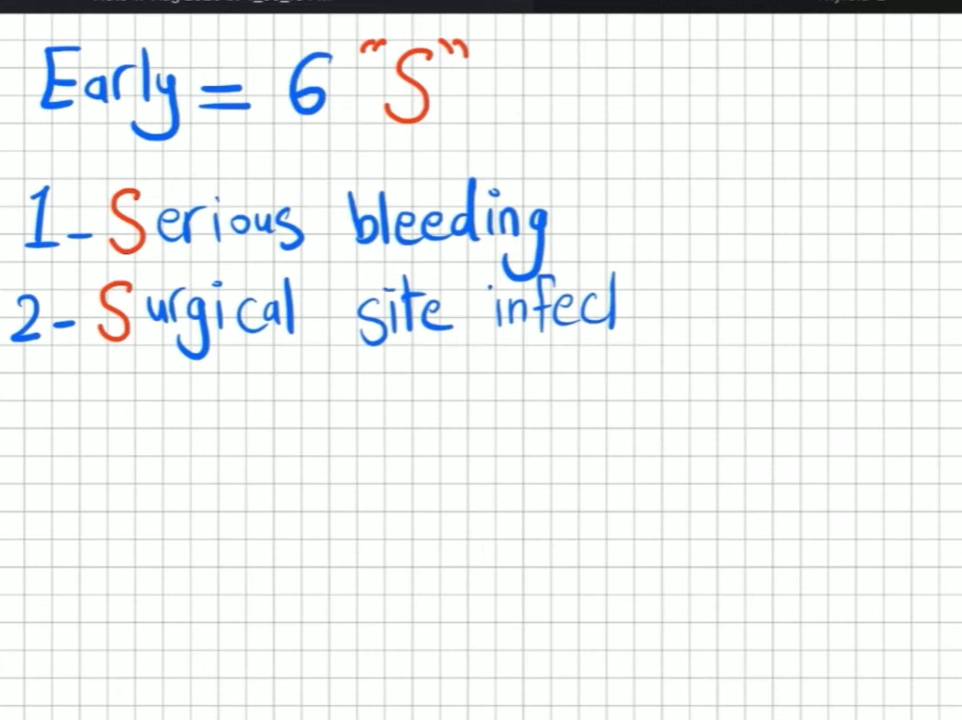 Early = 6 "S"
1- Serious bleeding
2- Surgical site infect